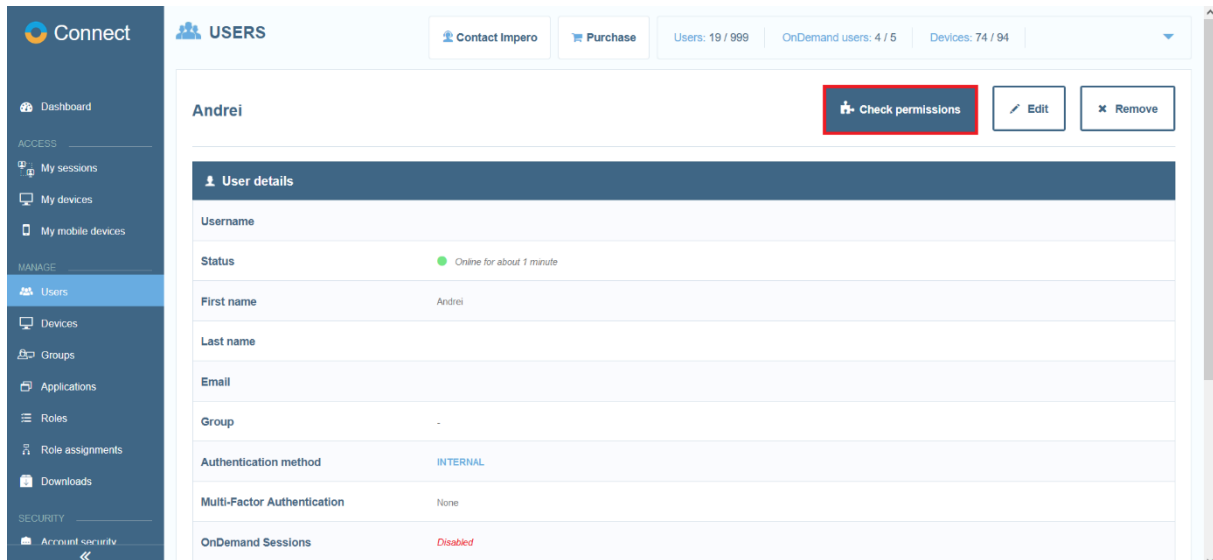 Connect
USERS
Contact Impero
Purchase
Users: 19 / 999
OnDemand users: 4 / 5
Devices: 74 / 94
Dashboard
ACCESS
My sessions
My devices
My mobile devices
MANAGE
Users
Devices
Groups
Applications
Roles
Role assignments
Downloads
SECURITY
Account security
Andrei
Check permissions
Edit
Remove
User details
Username
Status Online for about 1 minute
First name Andrei
Last name
Email
Group -
Authentication method INTERNAL
Multi-Factor Authentication None
OnDemand Sessions Disabled